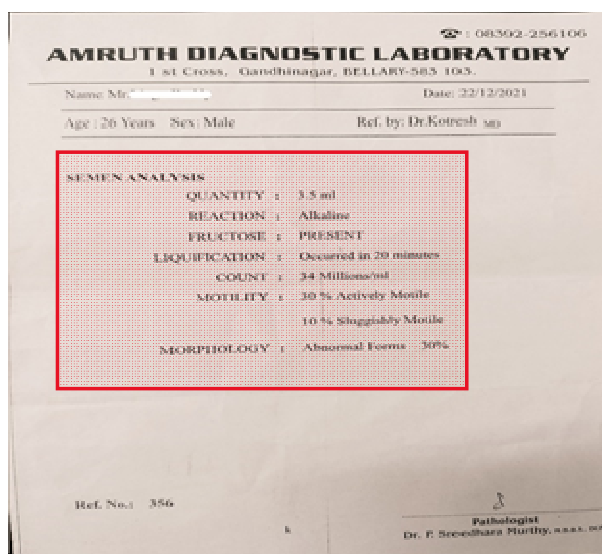 ☎ : 08392-256106
AMRUTH DIAGNOSTIC LABORATORY
1 st Cross, Gandhinagar, BELLARY-583 103.
Name: Mr.
Date: 22/12/2021
Age : 26 Years Sex: Male
Ref. by: Dr.Kotresh MD
SEMEN ANALYSIS
QUANTITY : 3.5 ml
REACTION : Alkaline
FRUCTOSE : PRESENT
LIQUIFICATION : Occurred in 20 minutes
COUNT : 34 Millions/ml
MOTILITY : 30 % Actively Motile
10 % Sluggishly Motile
MORPHOLOGY : Abnormal Forms 30%
Ref. No.: 356
Pathologist
Dr. P. Sreedhara Murthy, M.B.B.S.